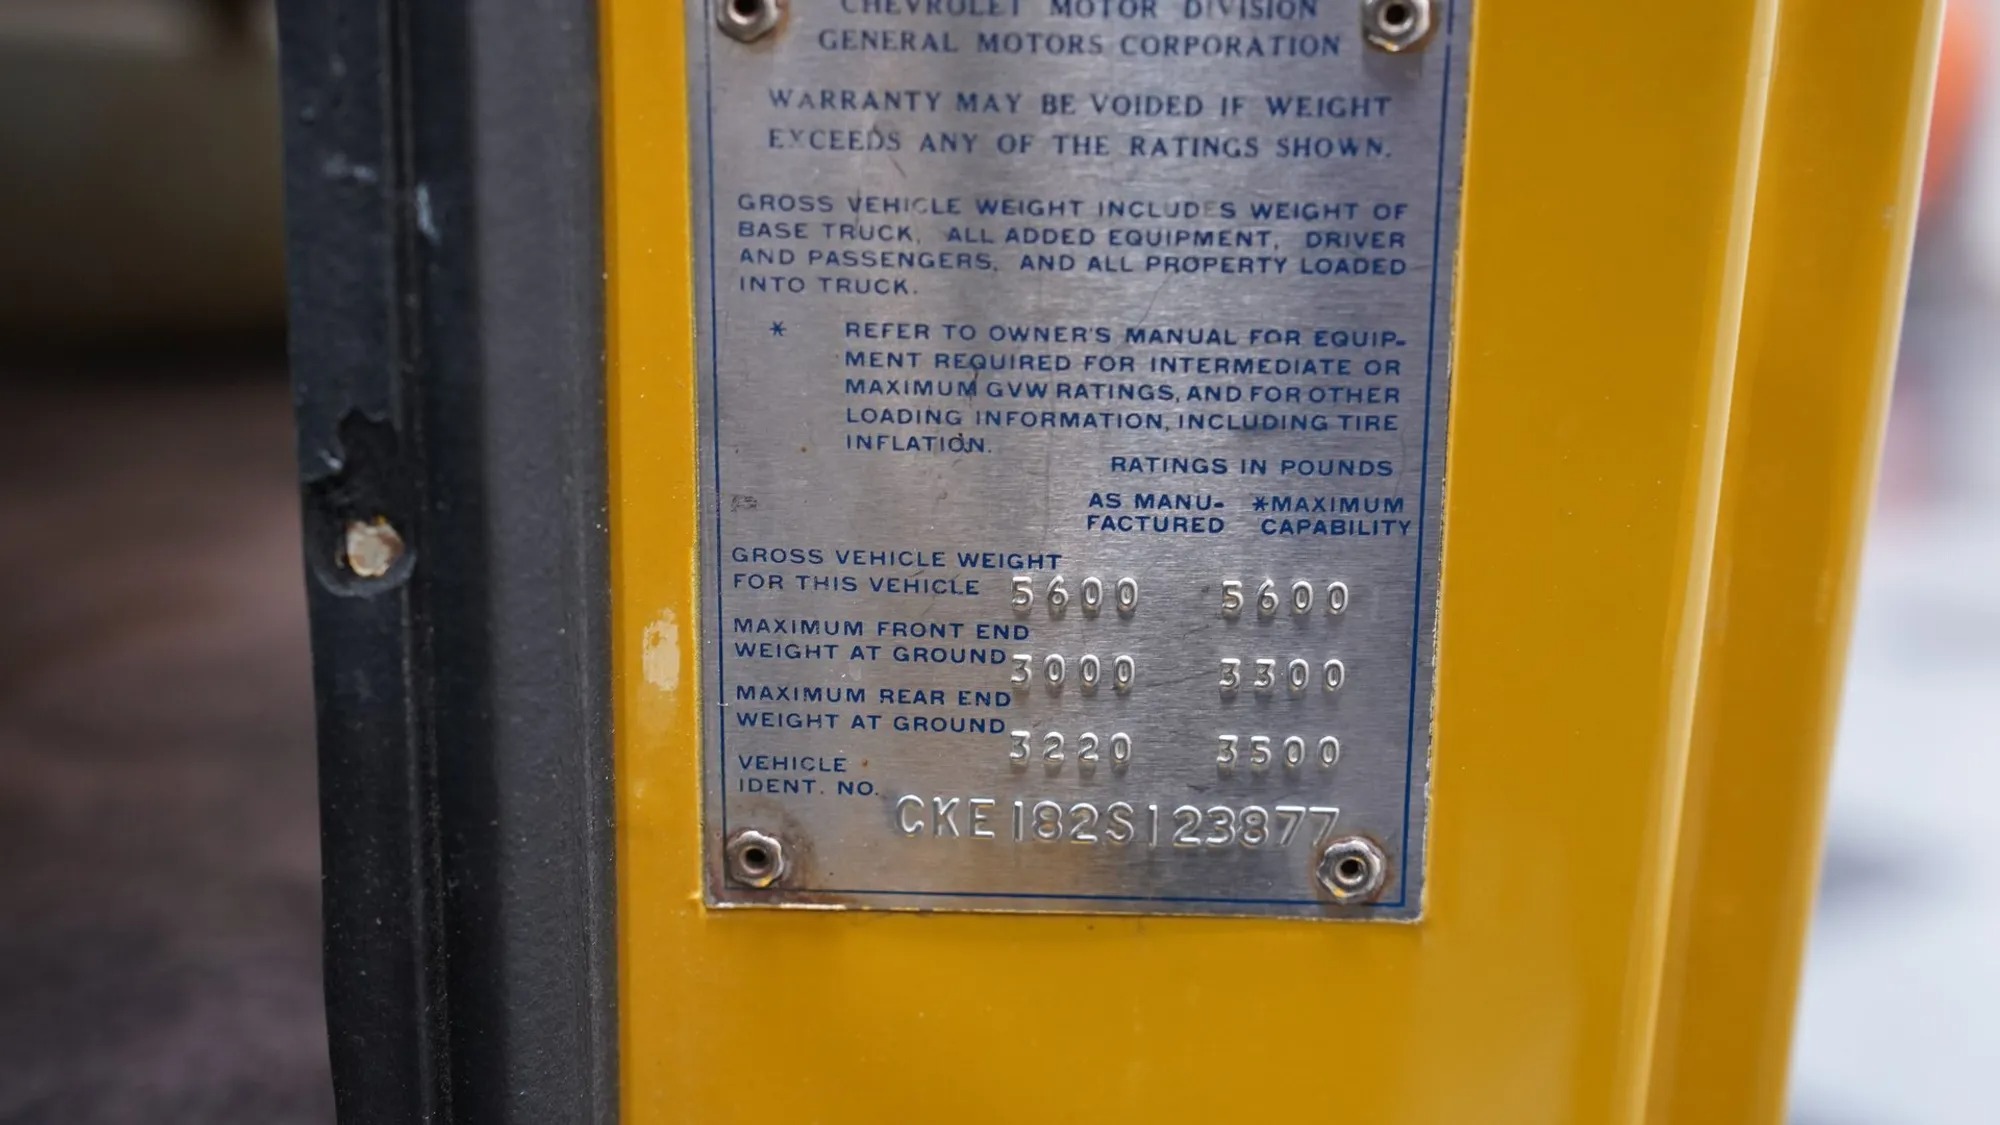 CHEVROLET MOTOR DIVISION
GENERAL MOTORS CORPORATION
WARRANTY MAY BE VOIDED IF WEIGHT
EXCEEDS ANY OF THE RATINGS SHOWN.
GROSS VEHICLE WEIGHT INCLUDES WEIGHT OF
BASE TRUCK, ALL ADDED EQUIPMENT, DRIVER
AND PASSENGERS, AND ALL PROPERTY LOADED
INTO TRUCK.
* REFER TO OWNER'S MANUAL FOR EQUIP-
MENT REQUIRED FOR INTERMEDIATE OR
MAXIMUM GVW RATINGS, AND FOR OTHER
LOADING INFORMATION, INCLUDING TIRE
INFLATION.
RATINGS IN POUNDS
AS MANU- *MAXIMUM
FACTURED CAPABILITY
GROSS VEHICLE WEIGHT
FOR THIS VEHICLE 5600 5600
MAXIMUM FRONT END
WEIGHT AT GROUND 3000 3300
MAXIMUM REAR END
WEIGHT AT GROUND 3220 3500
VEHICLE
IDENT. NO. CKE182S123877